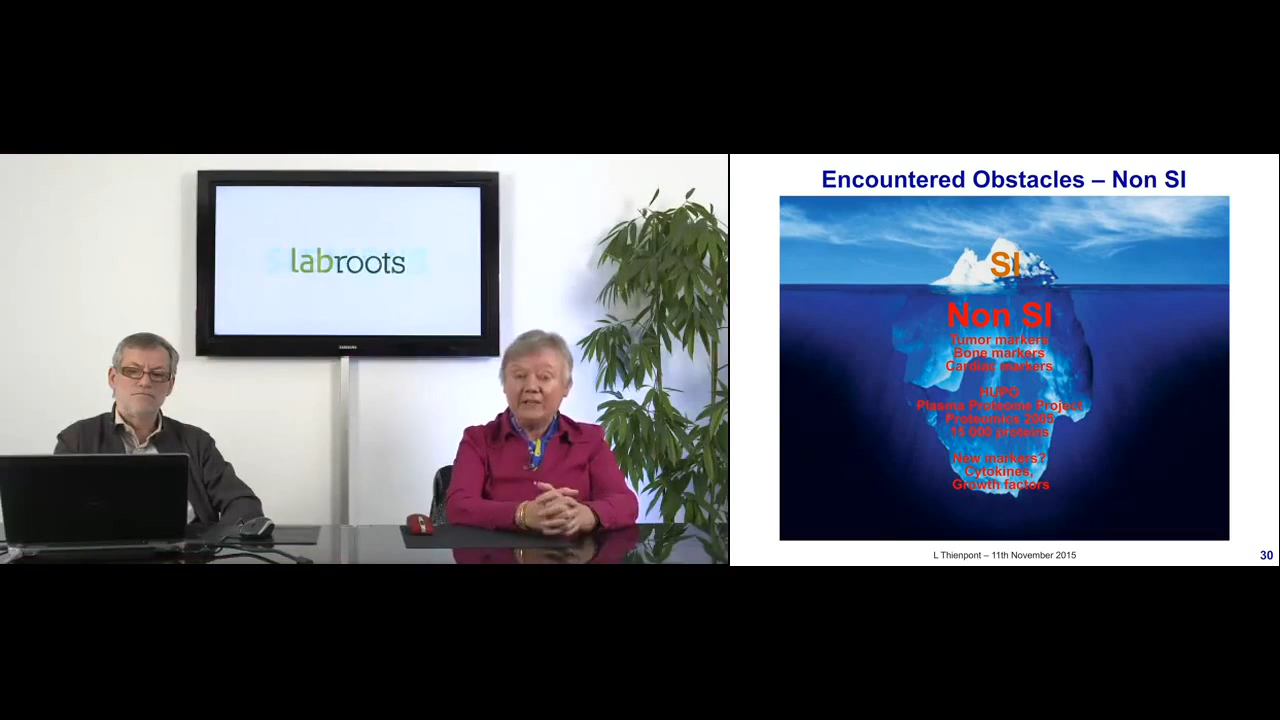 labroots
SAMSUNG
Encountered Obstacles – Non SI
SI
Non SI
Tumor markers
Bone markers
Cardiac markers
HUPO
Plasma Proteome Project
Proteomics 2005
15 000 proteins
New markers?
Cytokines,
Growth factors
L Thienpont – 11th November 2015
30